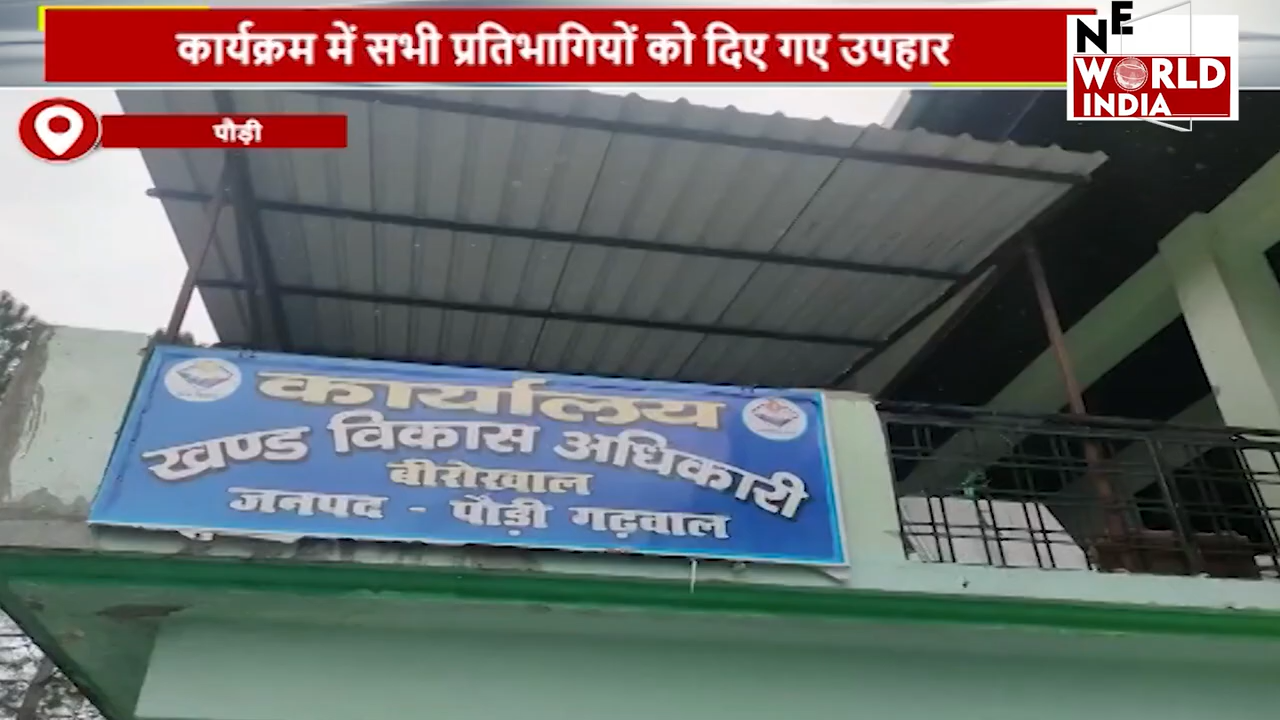 कार्यक्रम में सभी प्रतिभागियों को दिए गए उपहार
NE
WORLD
INDIA
पौड़ी
कार्यालय
खण्ड विकास अधिकारी
बीरोंखाल
जनपद - पौड़ी गढ़वाल